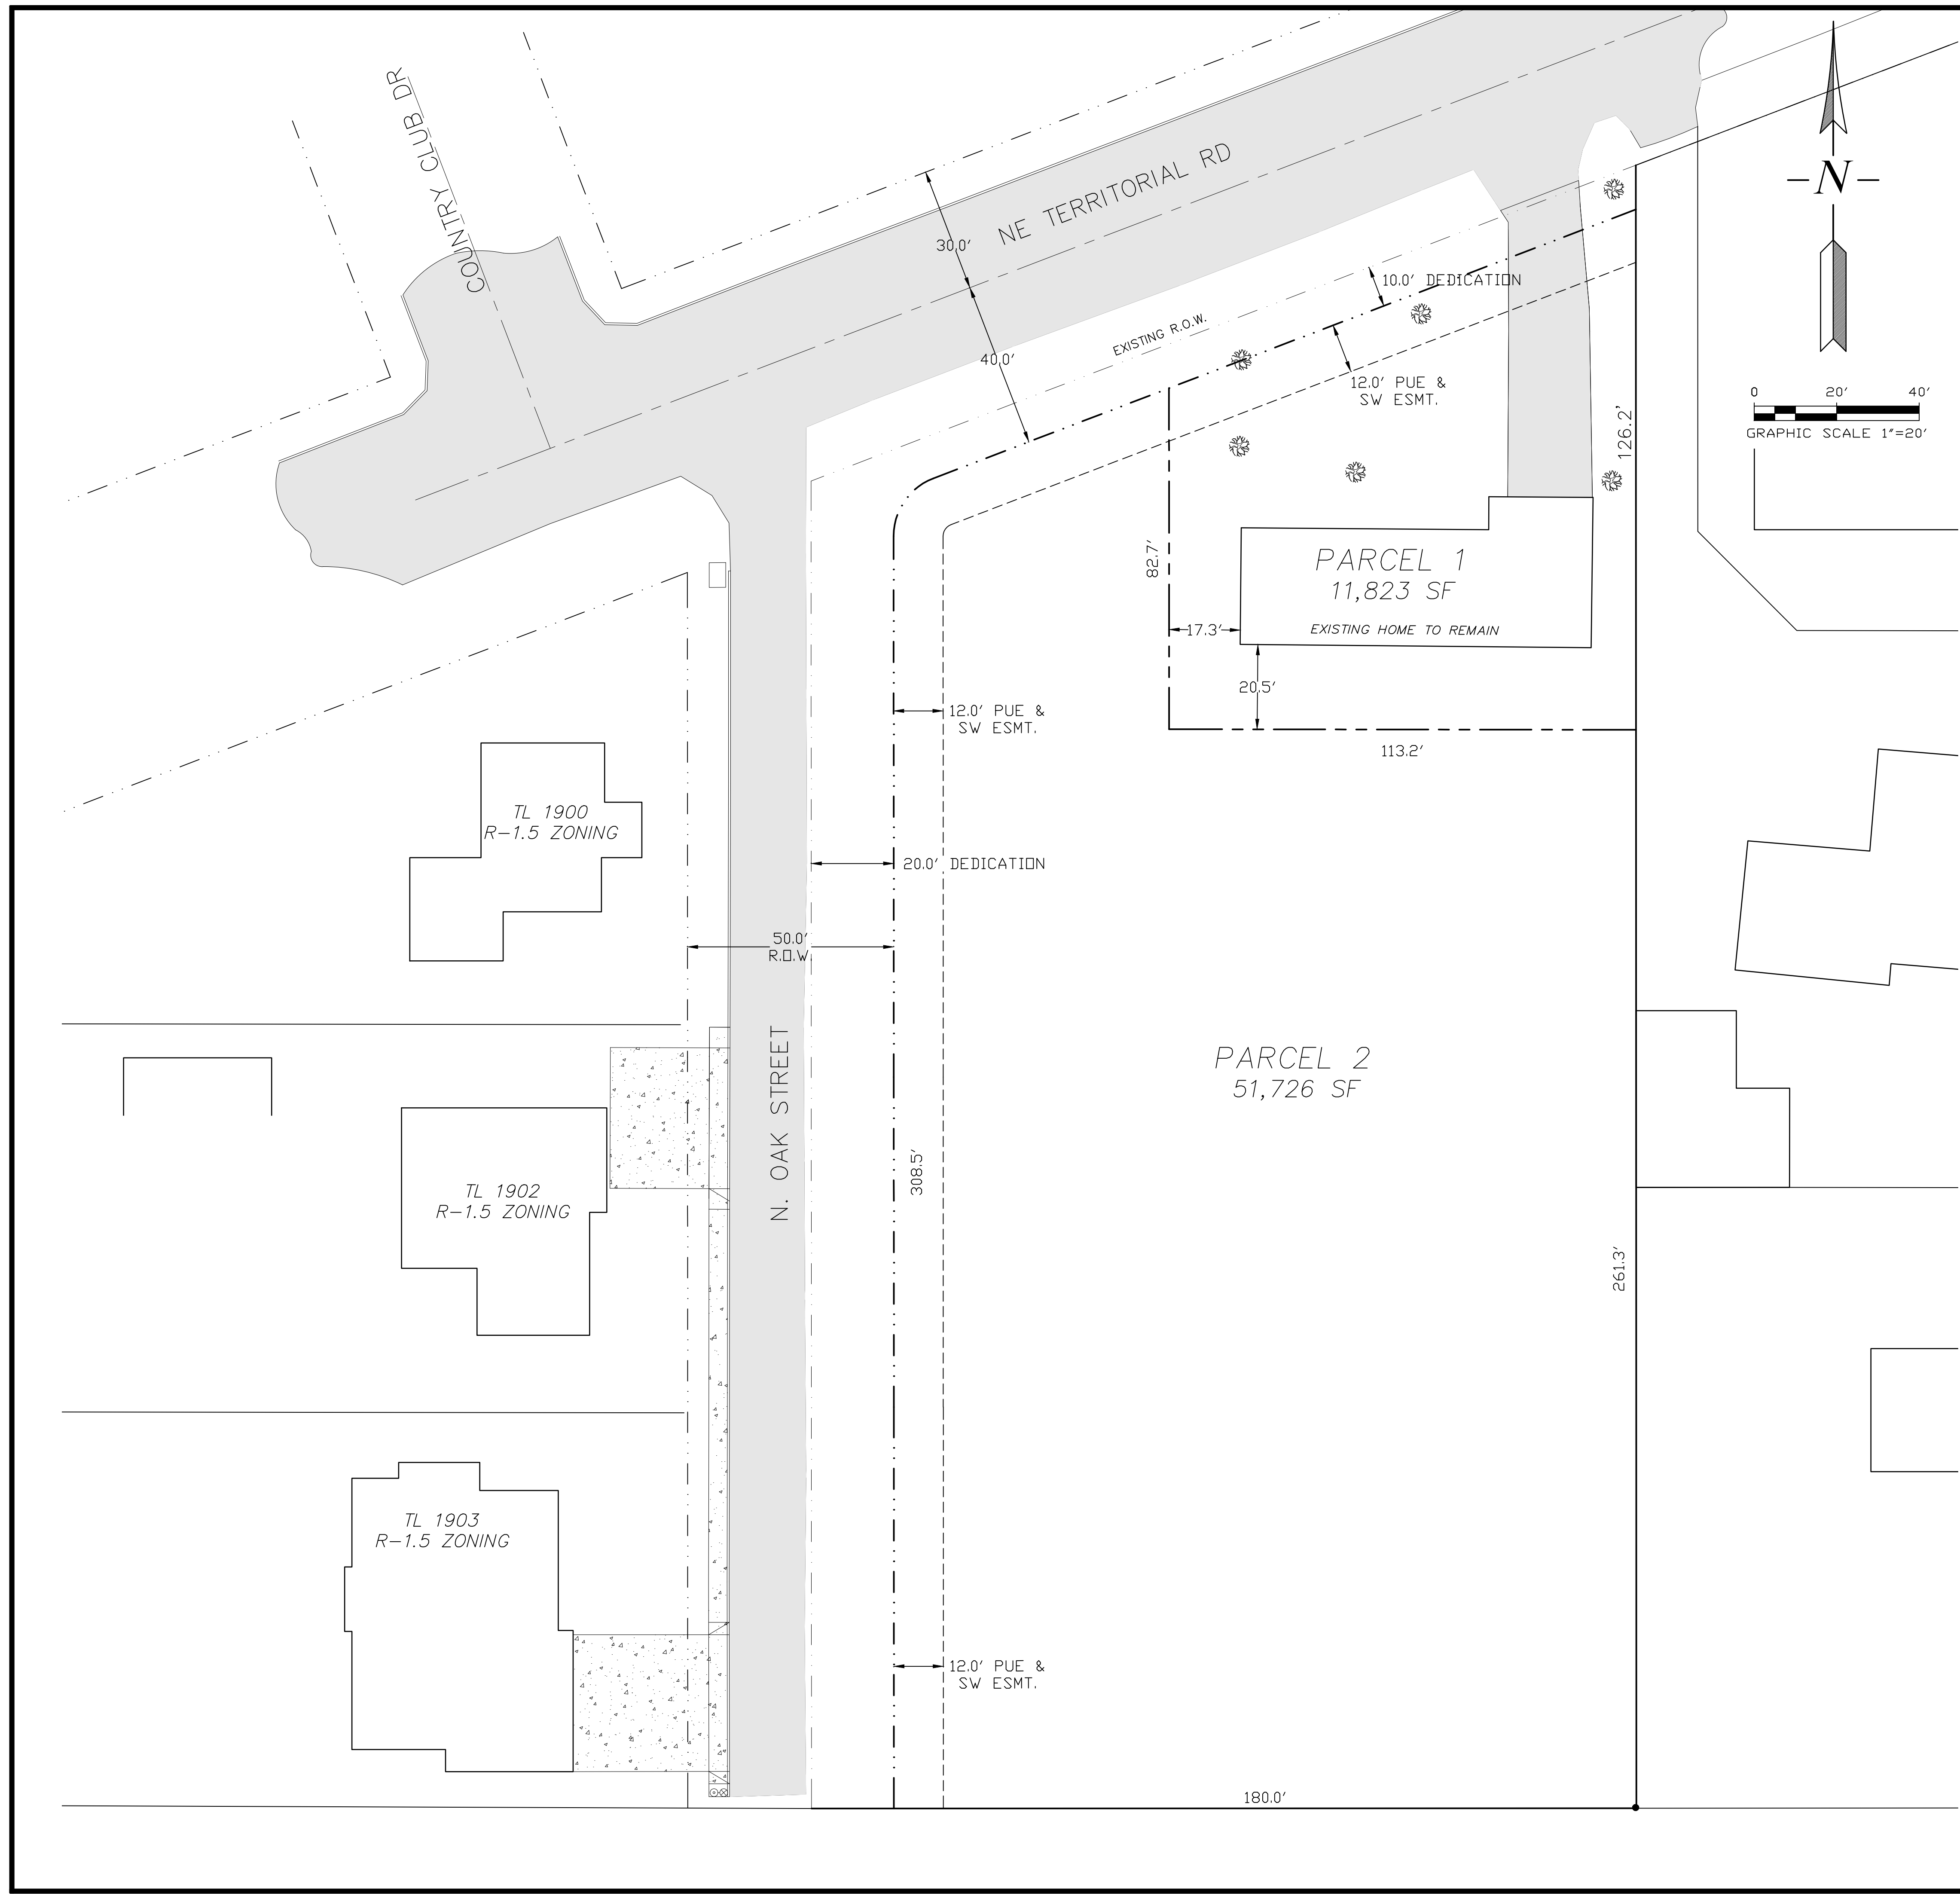 COUNTRY CLUB DR
NE TERRITORIAL RD
N
30.0'
10.0' DEDICATION
EXISTING R.O.W.
40.0'
12.0' PUE &
SW ESMT.
0 20' 40'
GRAPHIC SCALE 1"=20'
126.2'
82.7'
PARCEL 1
11,823 SF
EXISTING HOME TO REMAIN
17.3'
20.5'
12.0' PUE &
SW ESMT.
113.2'
TL 1900
R-1.5 ZONING
20.0' DEDICATION
50.0'
R.O.W.
N. OAK STREET
PARCEL 2
51,726 SF
308.5'
TL 1902
R-1.5 ZONING
261.3'
TL 1903
R-1.5 ZONING
12.0' PUE &
SW ESMT.
180.0'